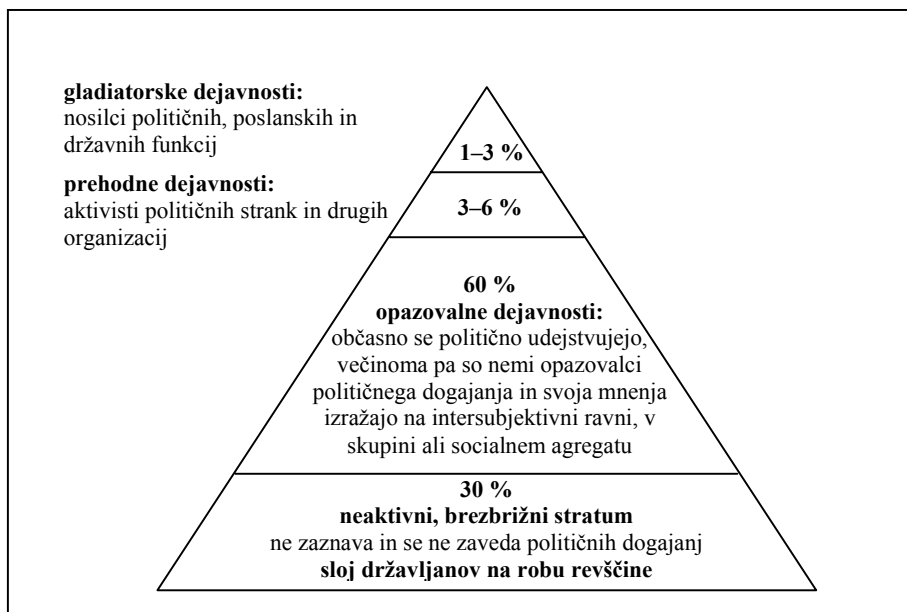 gladiatorske dejavnosti:
nosilci političnih, poslanskih in
državnih funkcij
1–3 %
prehodne dejavnosti:
aktivisti političnih strank in drugih
organizacij
3–6 %
60 %
opazovalne dejavnosti:
občasno se politično udejstvujejo,
večinoma pa so nemi opazovalci
političnega dogajanja in svoja mnenja
izražajo na intersubjektivni ravni, v
skupini ali socialnem agregatu
30 %
neaktivni, brezbrižni stratum
ne zaznava in se ne zaveda političnih dogajanj
sloj državljanov na robu revščine